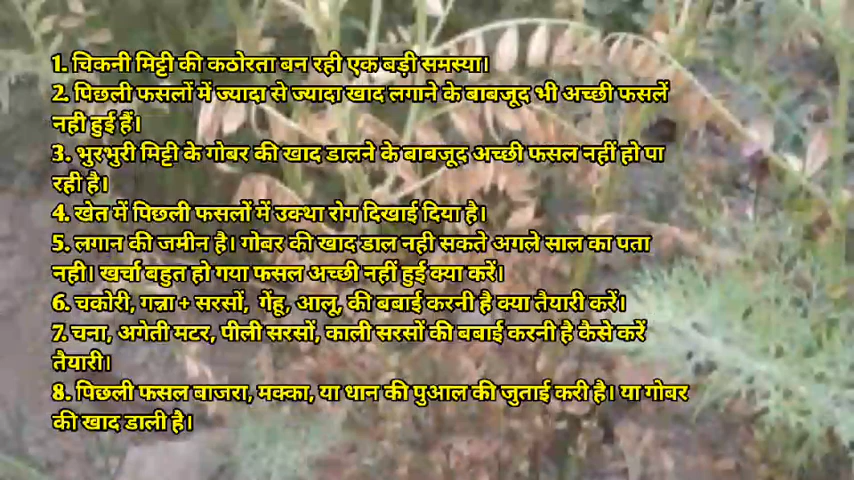 1. चिकनी मिट्टी की कठोरता बन रही एक बड़ी समस्या।
2. पिछली फसलों में ज्यादा से ज्यादा खाद लगाने के बाबजूद भी अच्छी फसलें
नही हुई हैं।
3. भुरभुरी मिट्टी के गोबर की खाद डालने के बाबजूद अच्छी फसल नहीं हो पा
रही है।
4. खेत में पिछली फसलों में उक्था रोग दिखाई दिया है।
5. लगान की जमीन है। गोबर की खाद डाल नही सकते अगले साल का पता
नही। खर्चा बहुत हो गया फसल अच्छी नहीं हुई क्या करें।
6. चकोरी, गन्ना + सरसों, गेंहू, आलू, की बबाई करनी है क्या तैयारी करें।
7. चना, अगेती मटर, पीली सरसों, काली सरसों की बबाई करनी है कैसे करें
तैयारी।
8. पिछली फसल बाजरा, मक्का, या धान की पुआल की जुताई करी है। या गोबर
की खाद डाली है।